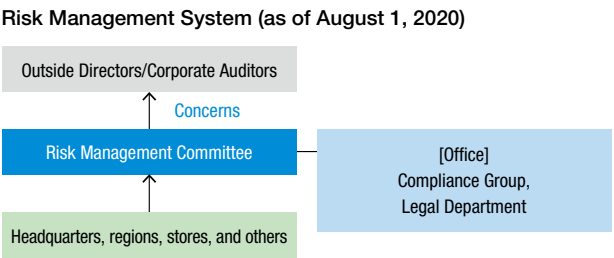 Risk Management System (as of August 1, 2020)
Outside Directors/Corporate Auditors
Concerns
Risk Management Committee
[Office]
Compliance Group,
Legal Department
Headquarters, regions, stores, and others